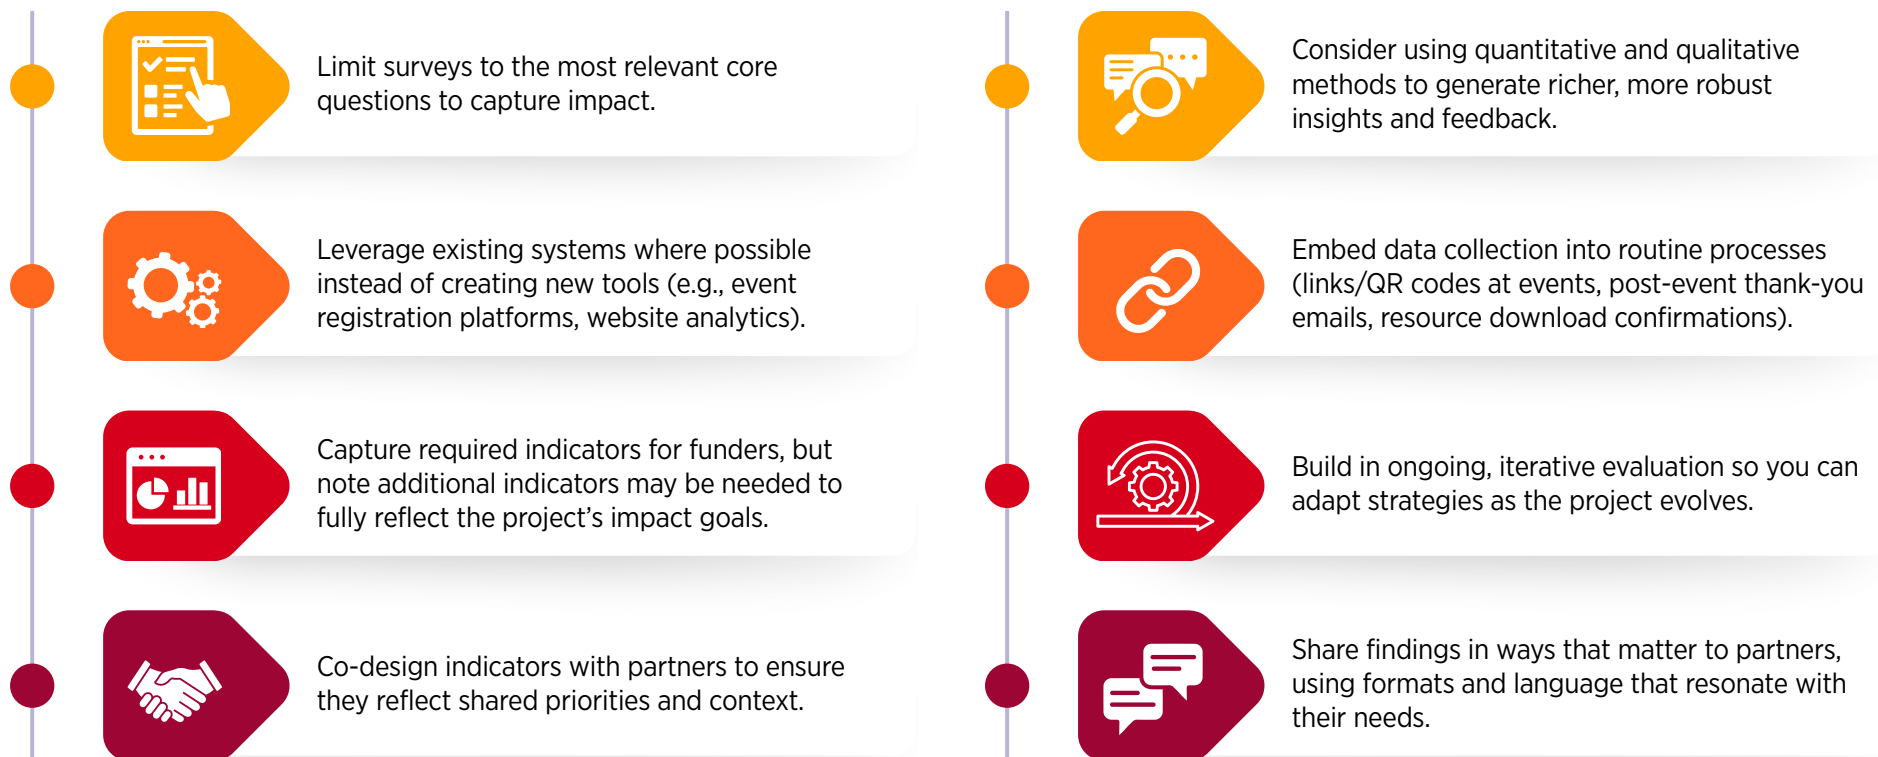 Limit surveys to the most relevant core
questions to capture impact.
Leverage existing systems where possible
instead of creating new tools (e.g., event
registration platforms, website analytics).
Capture required indicators for funders, but
note additional indicators may be needed to
fully reflect the project’s impact goals.
Co-design indicators with partners to ensure
they reflect shared priorities and context.
Consider using quantitative and qualitative
methods to generate richer, more robust
insights and feedback.
Embed data collection into routine processes
(links/QR codes at events, post-event thank-you
emails, resource download confirmations).
Build in ongoing, iterative evaluation so you can
adapt strategies as the project evolves.
Share findings in ways that matter to partners,
using formats and language that resonate with
their needs.